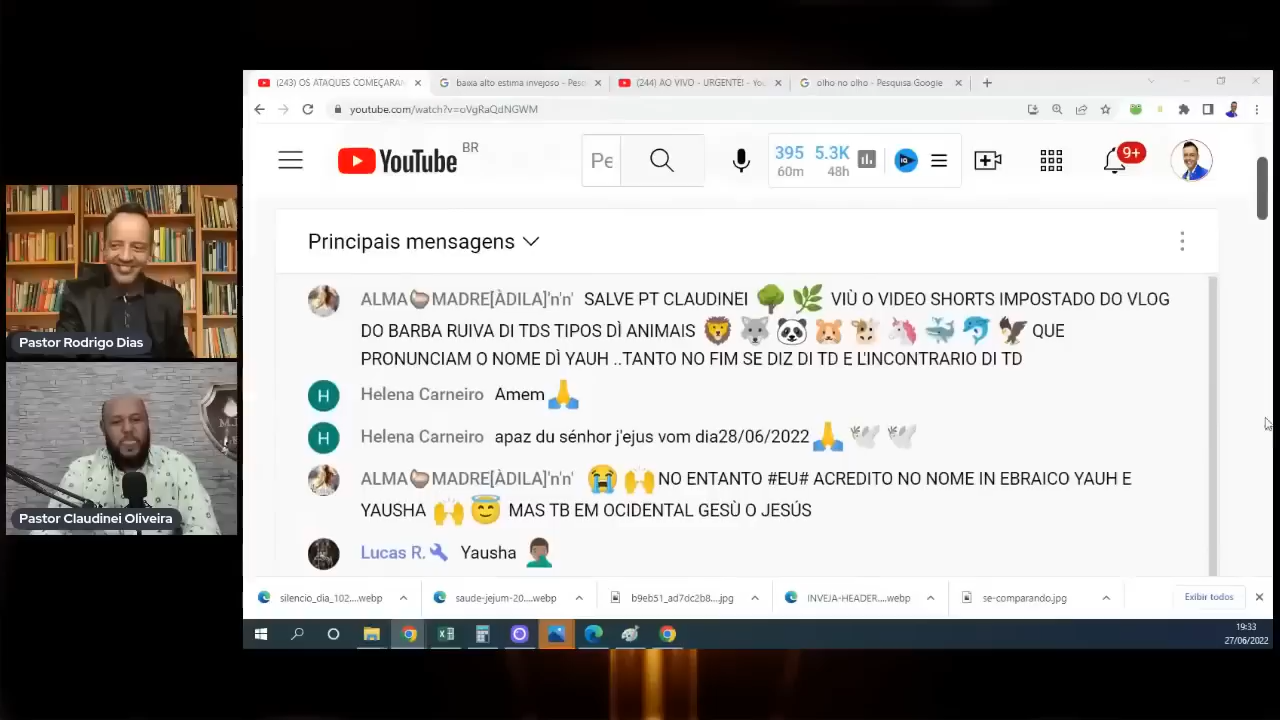 (243) OS ATAQUES COMEÇARAM
baixa alto estima invejoso - Pesq
(244) AO VIVO - URGENTE! - You
olho no olho - Pesquisa Google
youtube.com/watch?v=oVgRaQdNGWM
YouTube BR
Pe
395 5.3K
60m 48h
9+
Principais mensagens
ALMA MADRE[ÀDILA]'n'n' SALVE PT CLAUDINEI 🌳 🌿 VIÙ O VIDEO SHORTS IMPOSTADO DO VLOG
DO BARBA RUIVA DI TDS TIPOS DÌ ANIMAIS 🦁 🐺 🐼 🐹 🐮 🦄 🐳 🐬 🦅 QUE
PRONUNCIAM O NOME DÌ YAUH ..TANTO NO FIM SE DIZ DI TD E L'INCONTRARIO DI TD
H Helena Carneiro Amem 🙏
H Helena Carneiro apaz du sénhor j'ejus vom dia28/06/2022 🙏 🕊 🕊
ALMA MADRE[ÀDILA]'n'n' 😭 🙌 NO ENTANTO #EU# ACREDITO NO NOME IN EBRAICO YAUH E
YAUSHA 🙌 😇 MAS TB EM OCIDENTAL GESÙ O JESÚS
Lucas R. Yausha 🤦🏽‍♂️
Pastor Rodrigo Dias
Pastor Claudinei Oliveira
silencio_dia_102....webp
saude-jejum-20....webp
b9eb51_ad7dc2b8....jpg
INVEJA-HEADER....webp
se-comparando.jpg
Exibir todos
19:33
27/06/2022